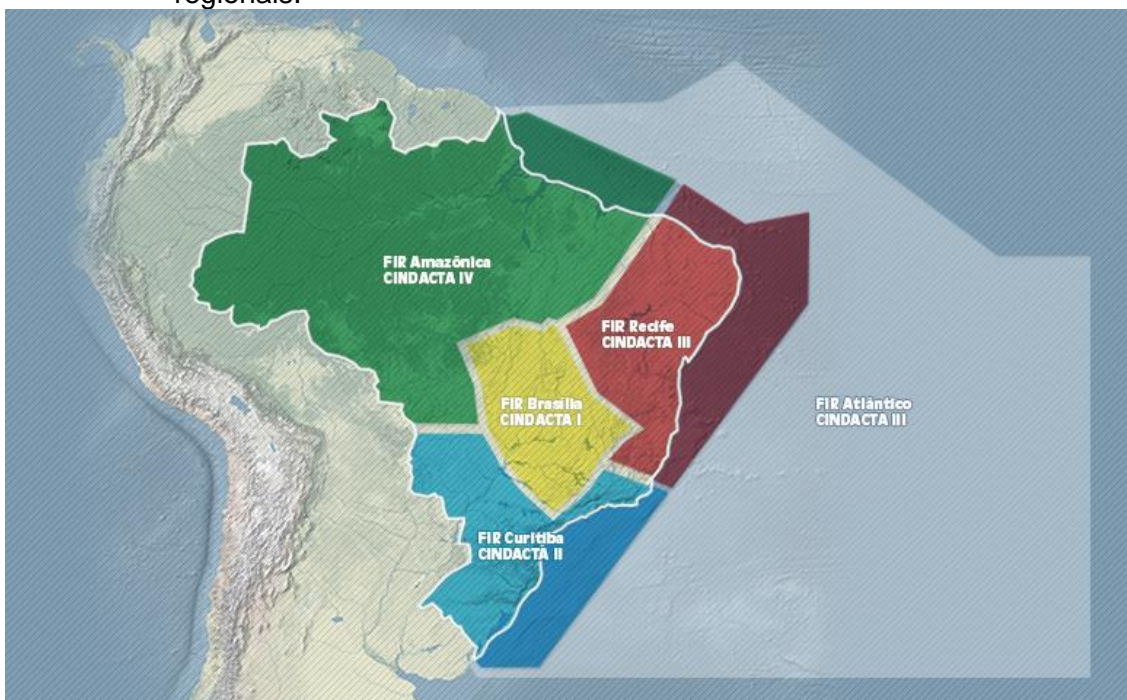 regionais.
FIR Amazônica
CINDACTA IV
FIR Recife
CINDACTA III
FIR Brasília
CINDACTA I
FIR Atlântico
CINDACTA III
FIR Curitiba
CINDACTA II